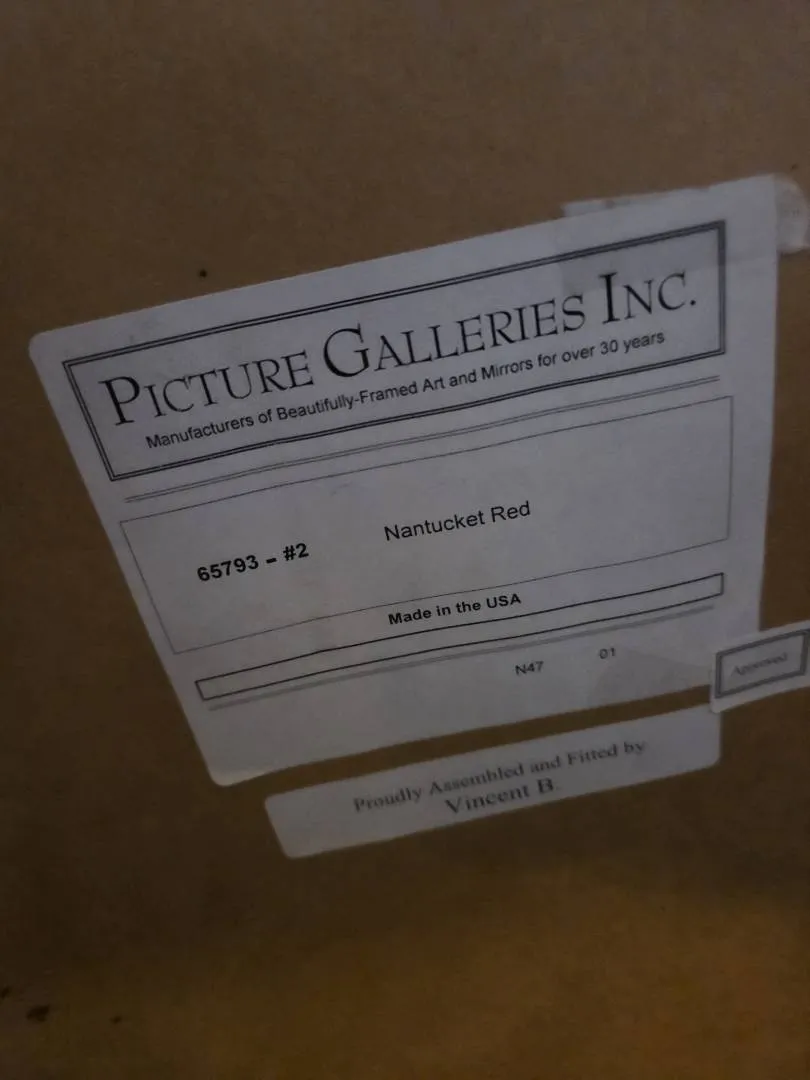 PICTURE GALLERIES INC.
Manufacturers of Beautifully-Framed Art and Mirrors for over 30 years
65793 - #2 Nantucket Red
Made in the USA
N47 01
Approved
Proudly Assembled and Fitted by
Vincent B.